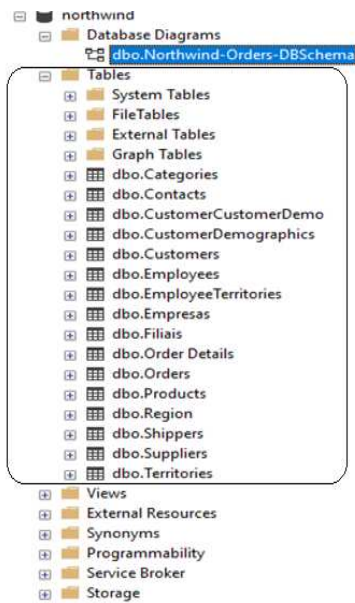 northwind
Database Diagrams
dbo.Northwind-Orders-DBSchema
Tables
System Tables
FileTables
External Tables
Graph Tables
dbo.Categories
dbo.Contacts
dbo.CustomerCustomerDemo
dbo.CustomerDemographics
dbo.Customers
dbo.Employees
dbo.EmployeeTerritories
dbo.Empresas
dbo.Filiais
dbo.Order Details
dbo.Orders
dbo.Products
dbo.Region
dbo.Shippers
dbo.Suppliers
dbo.Territories
Views
External Resources
Synonyms
Programmability
Service Broker
Storage